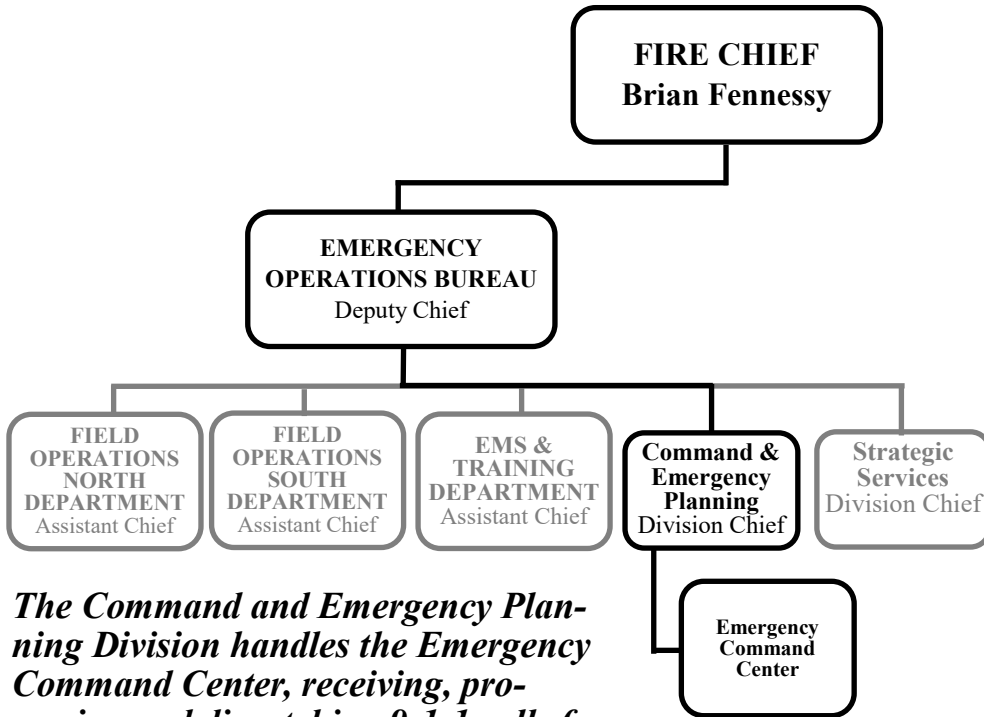 FIRE CHIEF
Brian Fennessy
EMERGENCY
OPERATIONS BUREAU
Deputy Chief
FIELD
OPERATIONS
NORTH
DEPARTMENT
Assistant Chief
FIELD
OPERATIONS
SOUTH
DEPARTMENT
Assistant Chief
EMS &
TRAINING
DEPARTMENT
Assistant Chief
Command &
Emergency
Planning
Division Chief
Strategic
Services
Division Chief
Emergency
Command
Center
The Command and Emergency Plan-
ning Division handles the Emergency
Command Center, receiving, pro-